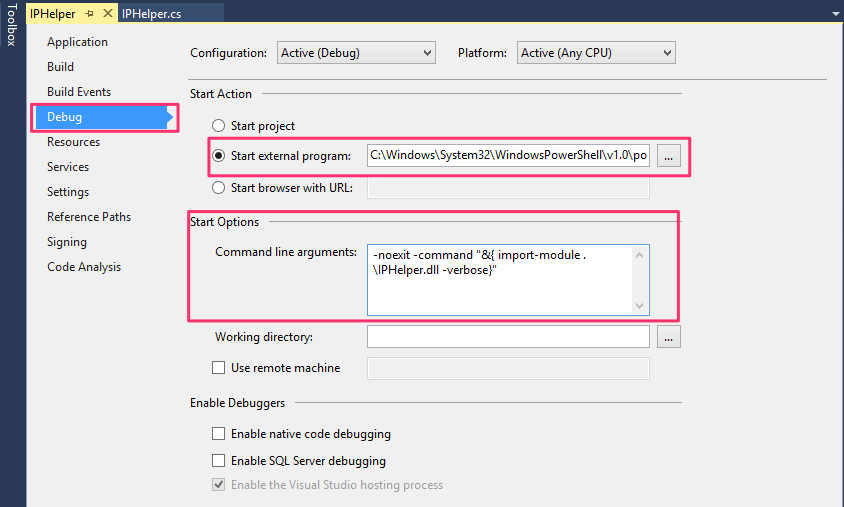 Toolbox
IPHelper IPHelper.cs
Application
Build
Build Events
Debug
Resources
Services
Settings
Reference Paths
Signing
Code Analysis
Configuration: Active (Debug) Platform: Active (Any CPU)
Start Action
Start project
Start external program: C:\Windows\System32\WindowsPowerShell\v1.0\po ...
Start browser with URL:
Start Options
Command line arguments: -noexit -command "&{ import-module .
\IPHelper.dll -verbose}"
Working directory: ...
Use remote machine
Enable Debuggers
Enable native code debugging
Enable SQL Server debugging
Enable the Visual Studio hosting process